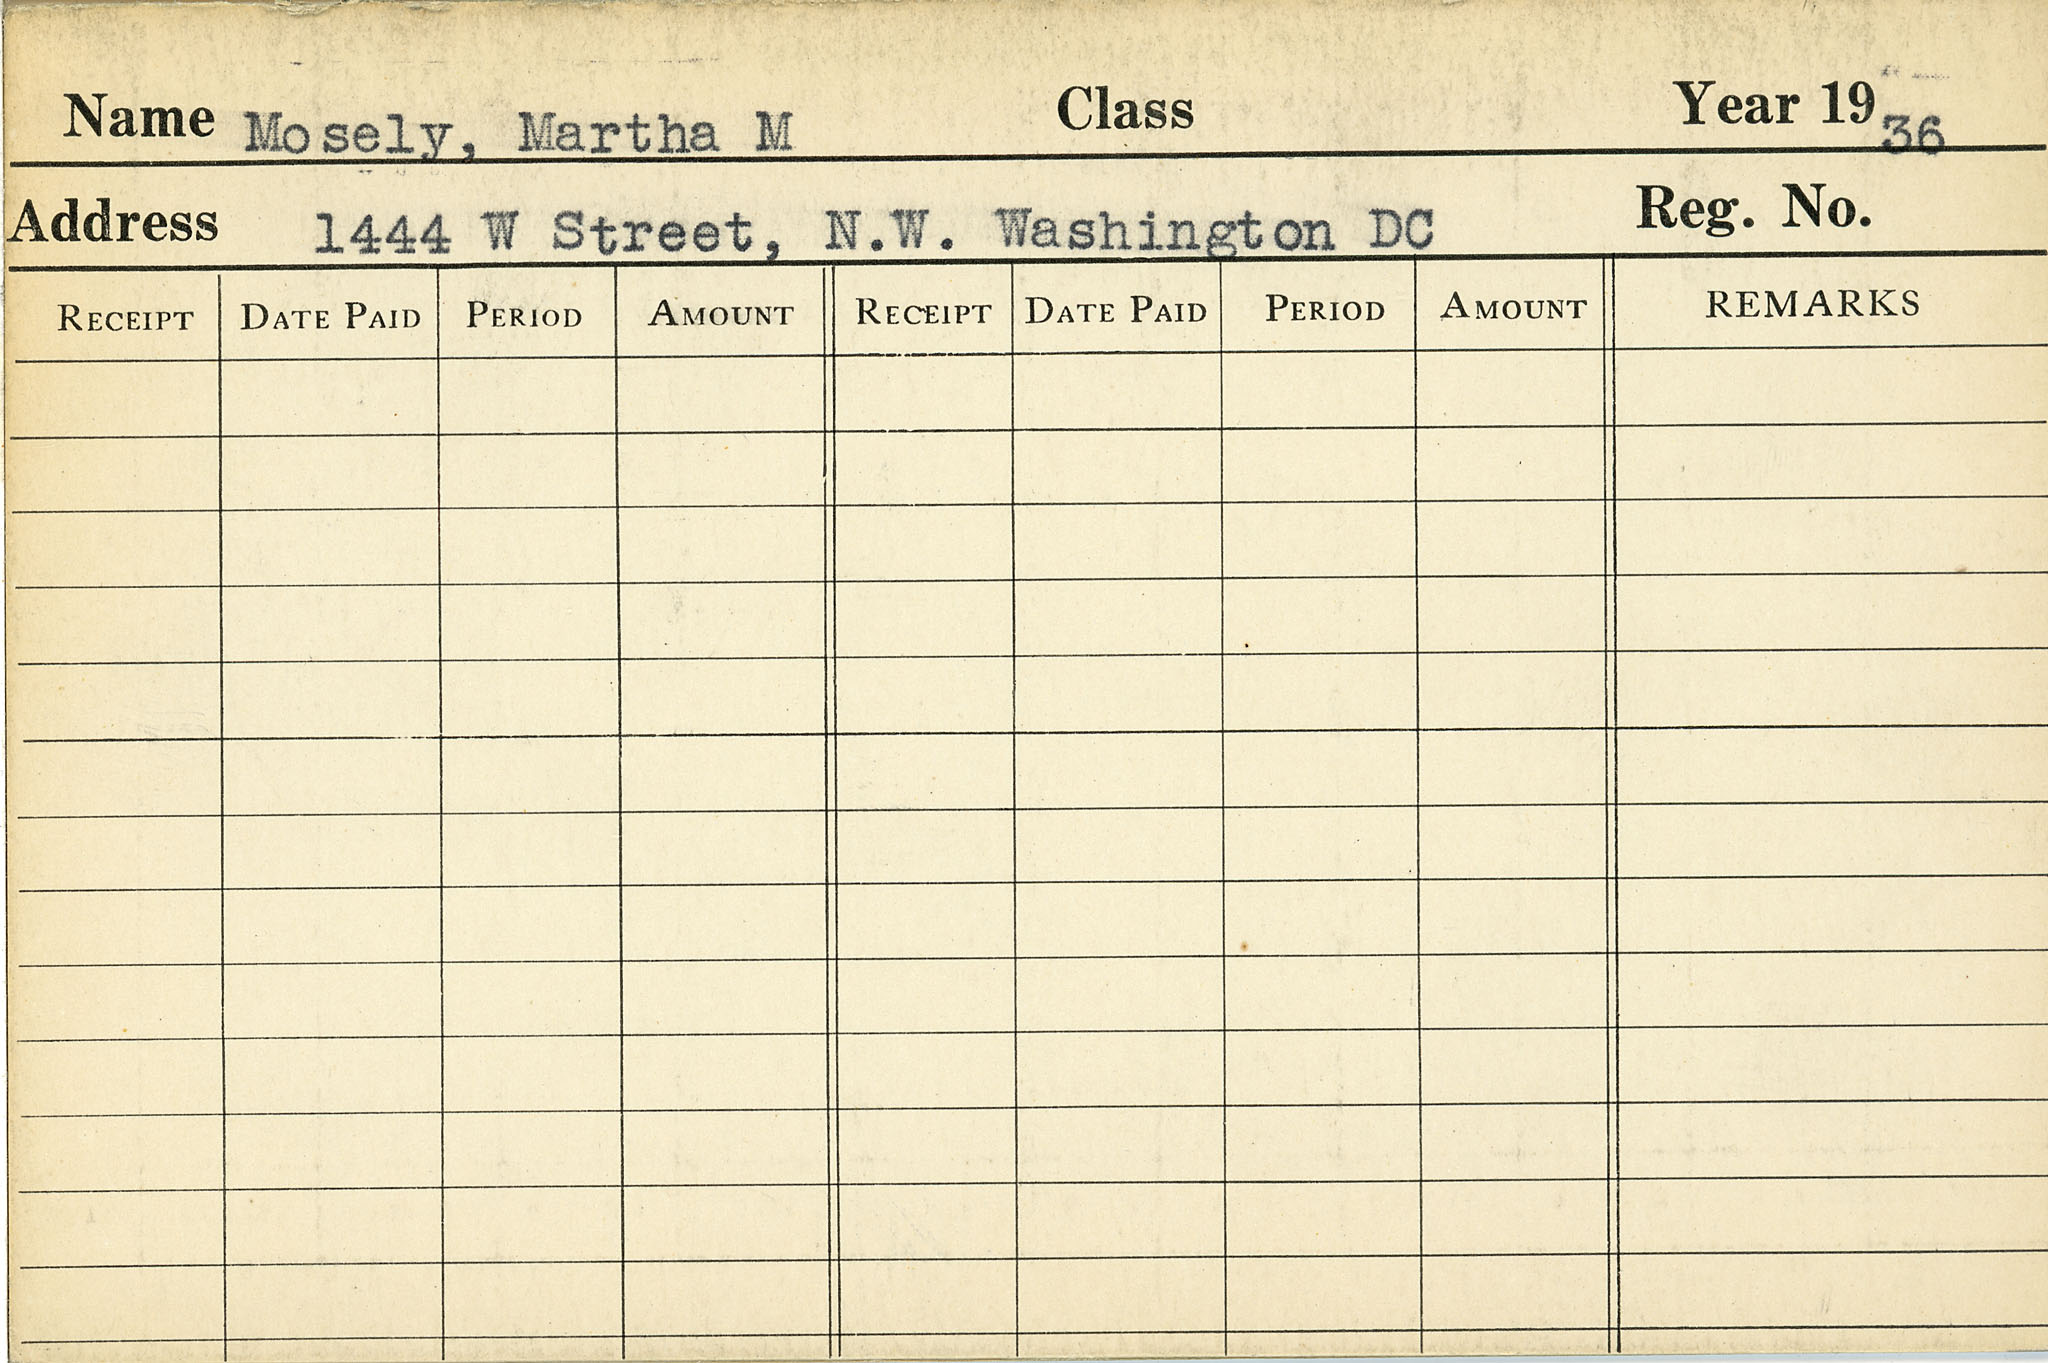 Name Mosely, Martha M Class Year 1936
Address 1444 W Street, N.W. Washington DC Reg. No.
RECEIPT DATE PAID PERIOD AMOUNT RECEIPT DATE PAID PERIOD AMOUNT REMARKS